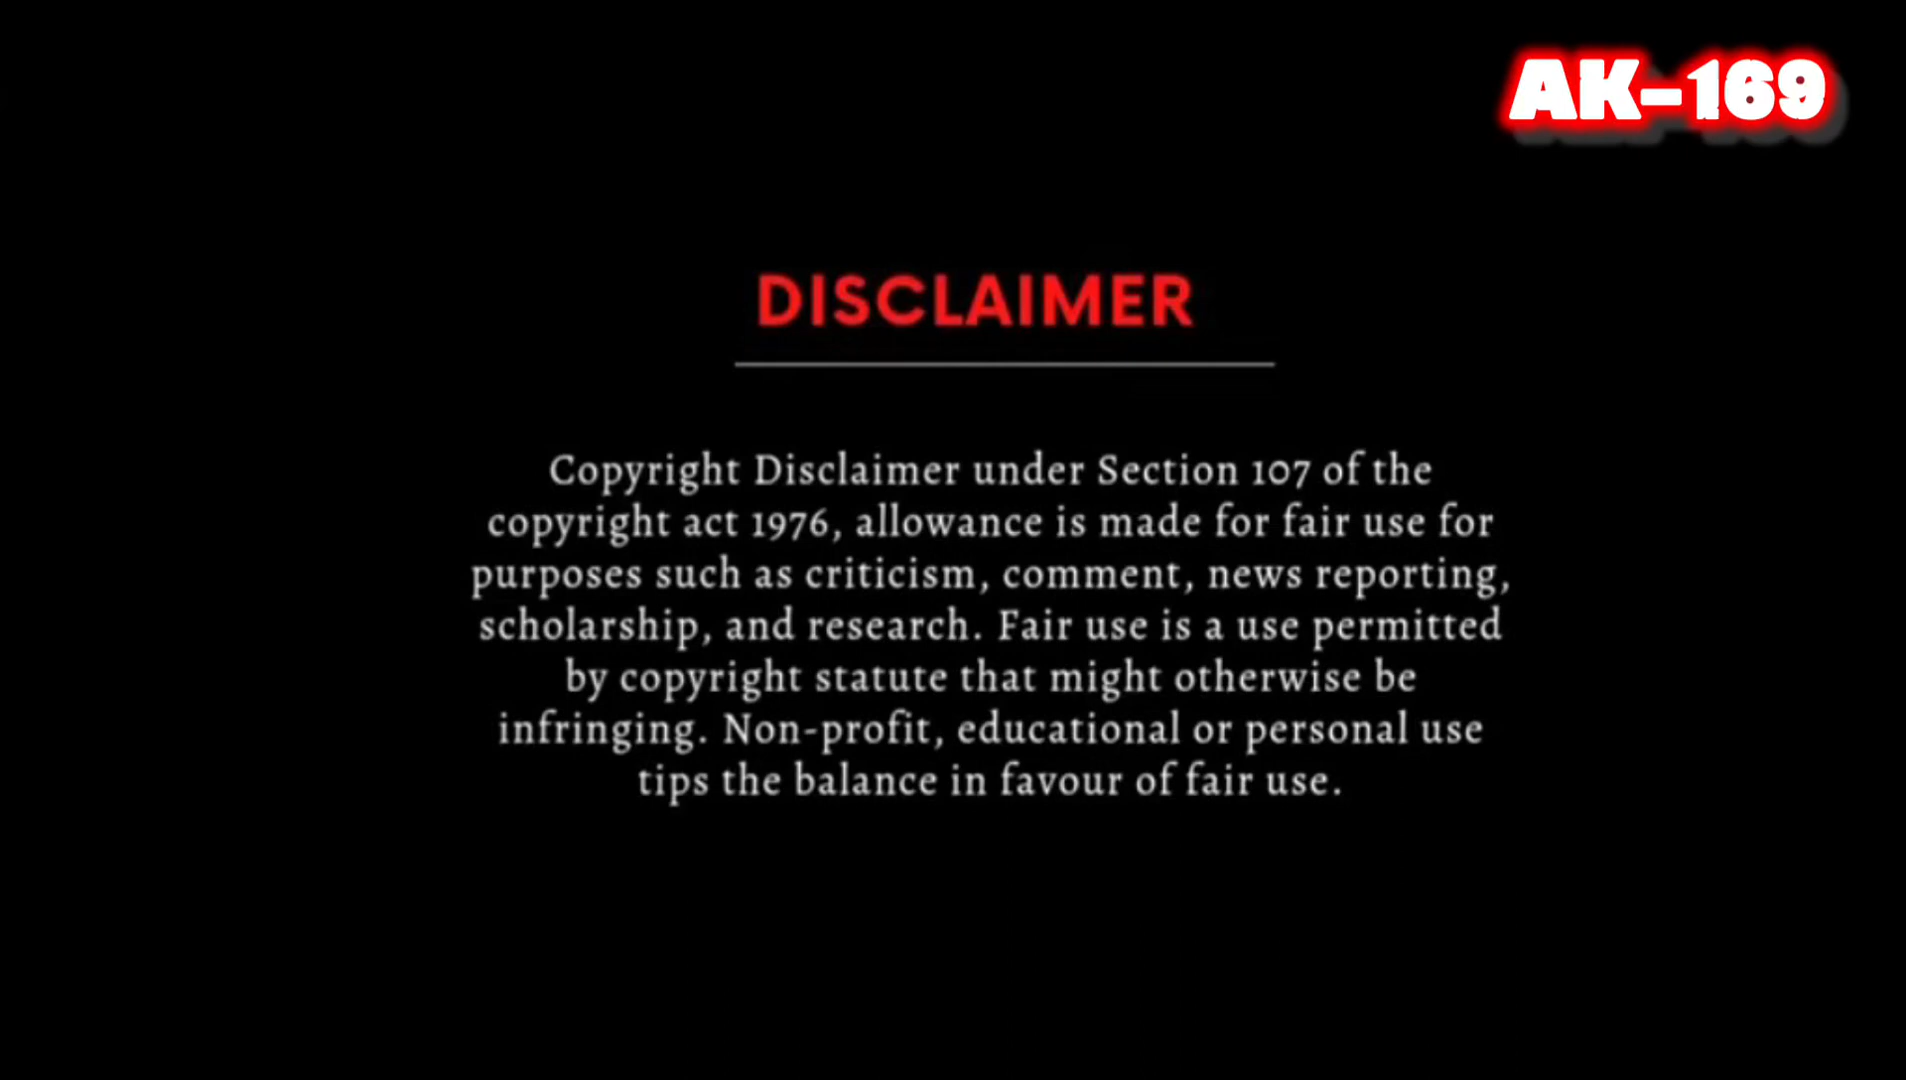 AK-169
DISCLAIMER
Copyright Disclaimer under Section 107 of the
copyright act 1976, allowance is made for fair use for
purposes such as criticism, comment, news reporting,
scholarship, and research. Fair use is a use permitted
by copyright statute that might otherwise be
infringing. Non-profit, educational or personal use
tips the balance in favour of fair use.